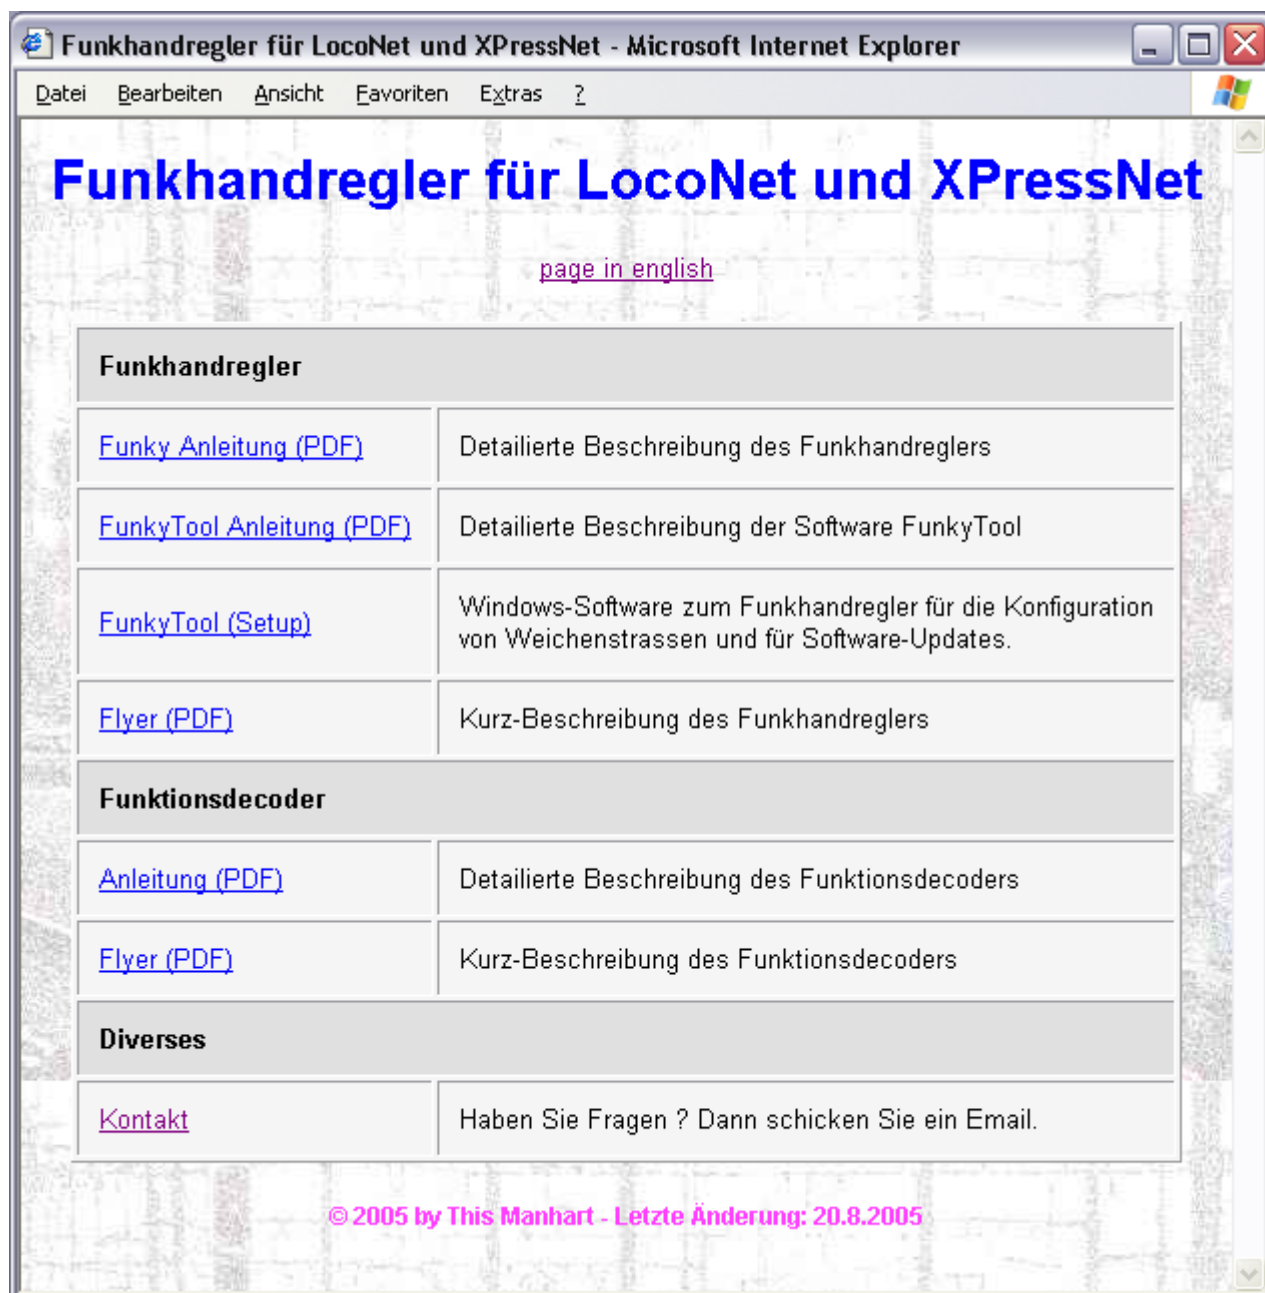 Funkhandregler für LocoNet und XPressNet - Microsoft Internet Explorer
Datei Bearbeiten Ansicht Favoriten Extras ?
Funkhandregler für LocoNet und XPressNet
page in english
Funkhandregler
Funky Anleitung (PDF) Detailierte Beschreibung des Funkhandreglers
FunkyTool Anleitung (PDF) Detailierte Beschreibung der Software FunkyTool
FunkyTool (Setup) Windows-Software zum Funkhandregler für die Konfiguration
von Weichenstrassen und für Software-Updates.
Flyer (PDF) Kurz-Beschreibung des Funkhandreglers
Funktionsdecoder
Anleitung (PDF) Detailierte Beschreibung des Funktionsdecoders
Flyer (PDF) Kurz-Beschreibung des Funktionsdecoders
Diverses
Kontakt Haben Sie Fragen ? Dann schicken Sie ein Email.
© 2005 by This Manhart - Letzte Änderung: 20.8.2005